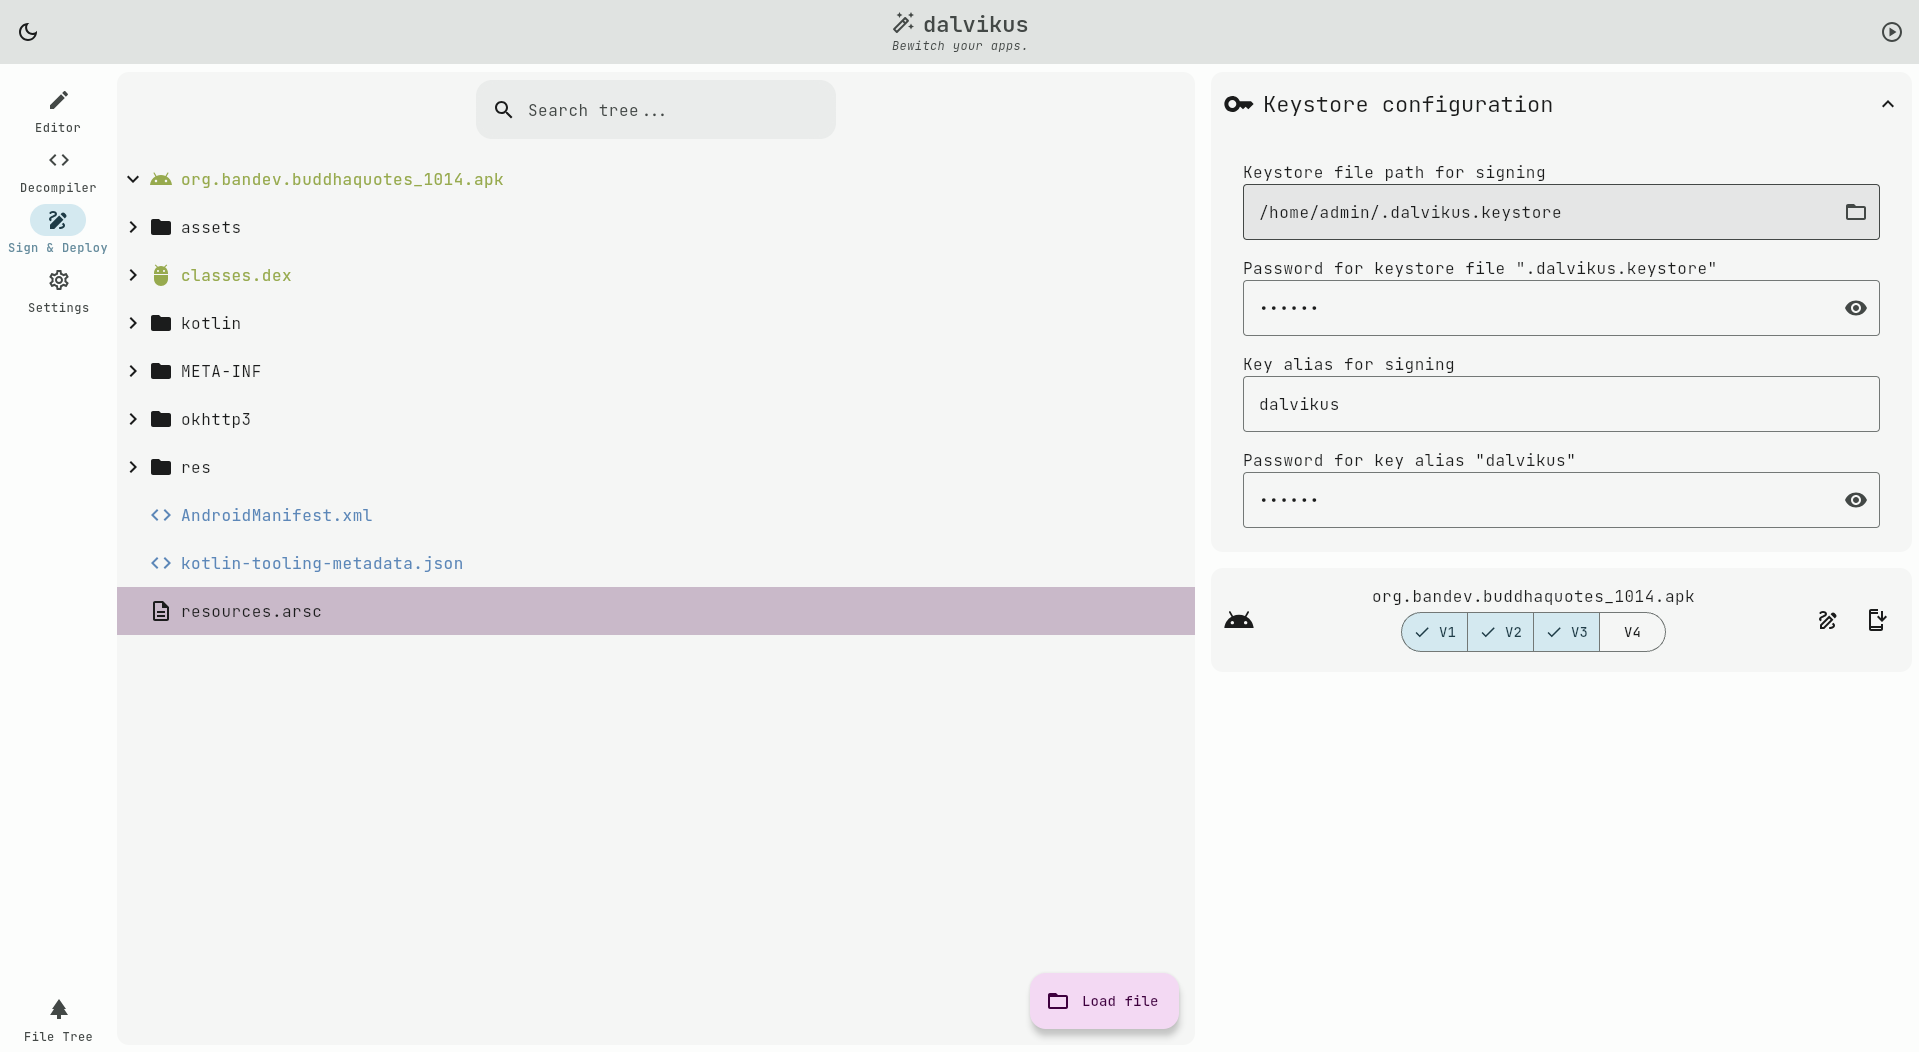 dalvikus
Bewitch your apps.
Editor
Decompiler
Sign & Deploy
Settings
File Tree
Search tree...
org.bandev.buddhaquotes_1014.apk
assets
classes.dex
kotlin
META-INF
okhttp3
res
AndroidManifest.xml
kotlin-tooling-metadata.json
resources.arsc
Load file
Keystore configuration
Keystore file path for signing
/home/admin/.dalvikus.keystore
Password for keystore file ".dalvikus.keystore"
••••••
Key alias for signing
dalvikus
Password for key alias "dalvikus"
••••••
org.bandev.buddhaquotes_1014.apk
V1 V2 V3 V4